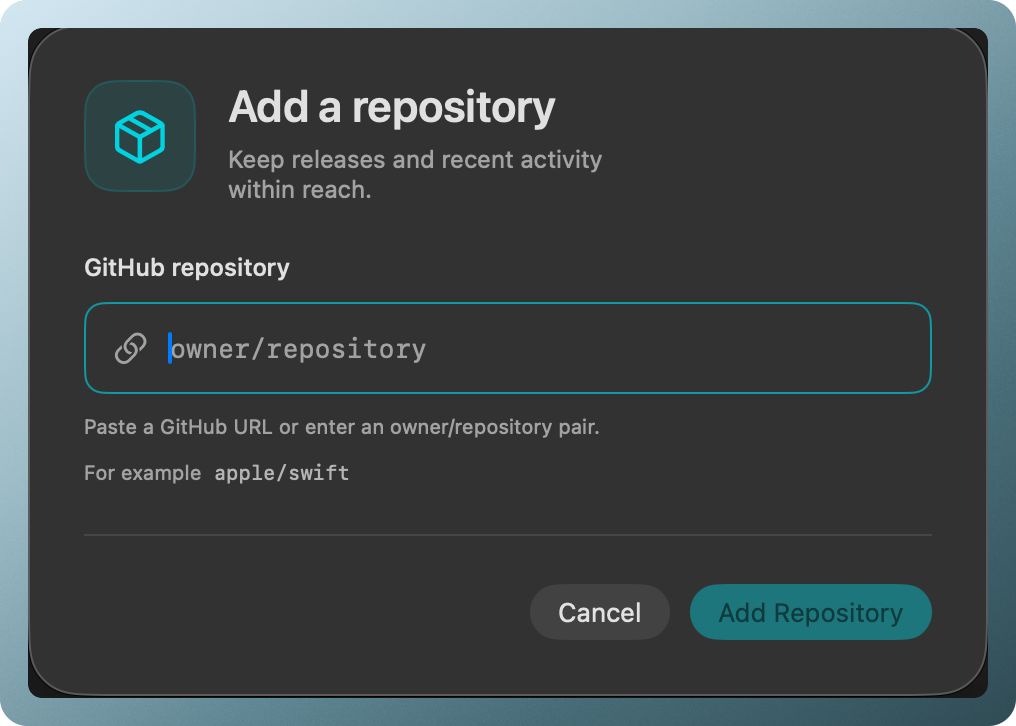 Add a repository
Keep releases and recent activity
within reach.
GitHub repository
owner/repository
Paste a GitHub URL or enter an owner/repository pair.
For example apple/swift
Cancel
Add Repository